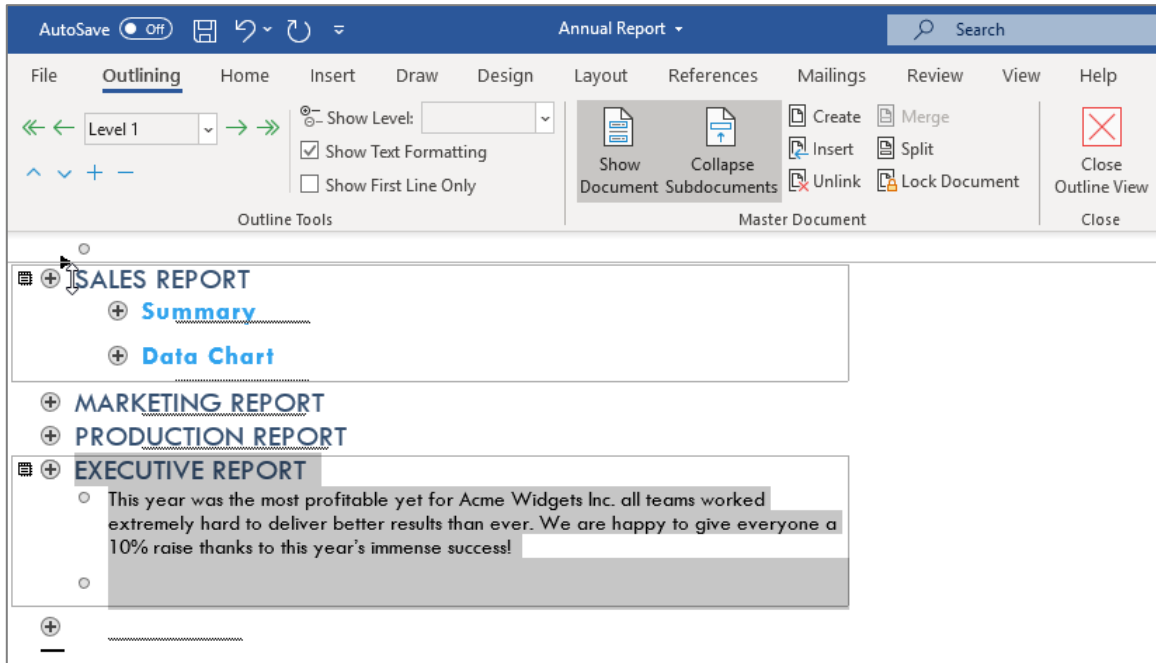 AutoSave Off Annual Report Search
File Outlining Home Insert Draw Design Layout References Mailings Review View Help
Level 1
Show Level:
Show Text Formatting
Show First Line Only
Outline Tools
Show Document
Collapse Subdocuments
Create
Insert
Unlink
Merge
Split
Lock Document
Master Document
Close Outline View
Close
SALES REPORT
Summary
Data Chart
MARKETING REPORT
PRODUCTION REPORT
EXECUTIVE REPORT
This year was the most profitable yet for Acme Widgets Inc. all teams worked
extremely hard to deliver better results than ever. We are happy to give everyone a
10% raise thanks to this year's immense success!